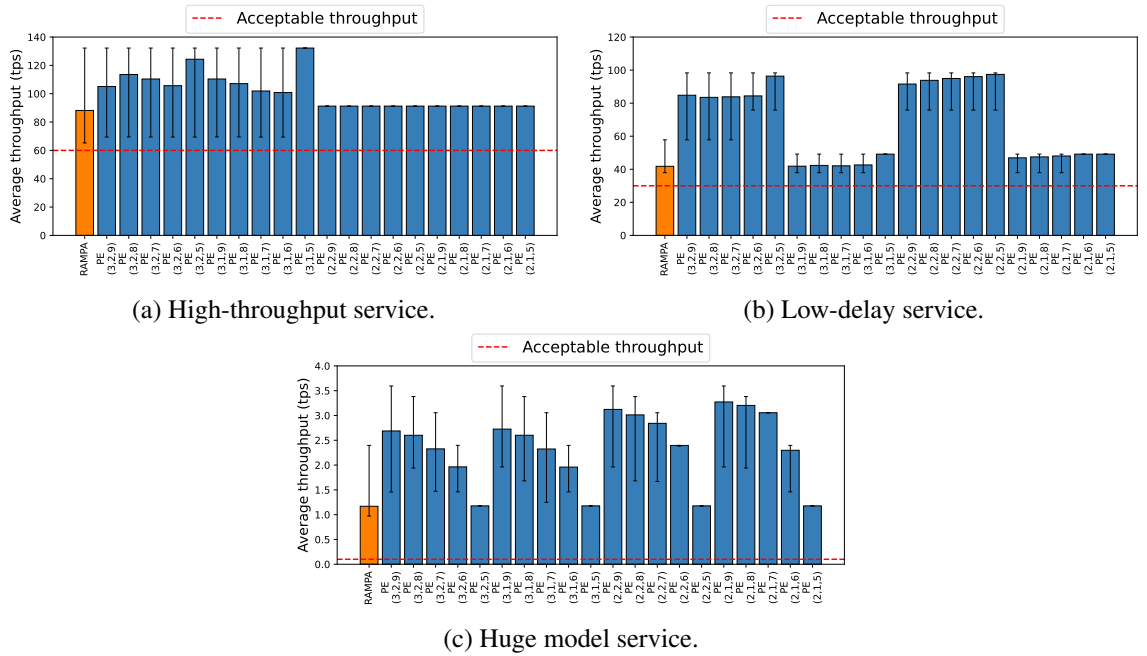 Acceptable throughput
Average throughput (tps)
140
120
100
80
60
40
20
0
RAMPA
PE (3,2,9)
PE (3,2,8)
PE (3,2,7)
PE (3,2,6)
PE (3,2,5)
PE (3,1,9)
PE (3,1,8)
PE (3,1,7)
PE (3,1,6)
PE (3,1,5)
PE (2,2,9)
PE (2,2,8)
PE (2,2,7)
PE (2,2,6)
PE (2,2,5)
PE (2,1,9)
PE (2,1,8)
PE (2,1,7)
PE (2,1,6)
PE (2,1,5)
(a) High-throughput service.
Acceptable throughput
Average throughput (tps)
120
100
80
60
40
20
0
RAMPA
PE (3,2,9)
PE (3,2,8)
PE (3,2,7)
PE (3,2,6)
PE (3,2,5)
PE (3,1,9)
PE (3,1,8)
PE (3,1,7)
PE (3,1,6)
PE (3,1,5)
PE (2,2,9)
PE (2,2,8)
PE (2,2,7)
PE (2,2,6)
PE (2,2,5)
PE (2,1,9)
PE (2,1,8)
PE (2,1,7)
PE (2,1,6)
PE (2,1,5)
(b) Low-delay service.
Acceptable throughput
Average throughput (tps)
4.0
3.5
3.0
2.5
2.0
1.5
1.0
0.5
0.0
RAMPA
PE (3,2,9)
PE (3,2,8)
PE (3,2,7)
PE (3,2,6)
PE (3,2,5)
PE (3,1,9)
PE (3,1,8)
PE (3,1,7)
PE (3,1,6)
PE (3,1,5)
PE (2,2,9)
PE (2,2,8)
PE (2,2,7)
PE (2,2,6)
PE (2,2,5)
PE (2,1,9)
PE (2,1,8)
PE (2,1,7)
PE (2,1,6)
PE (2,1,5)
(c) Huge model service.